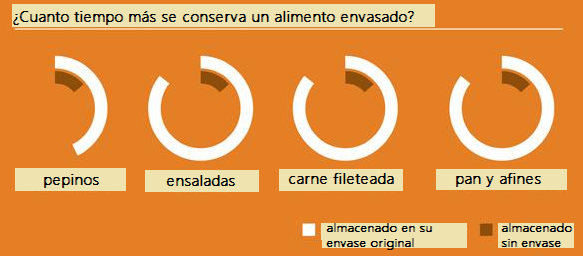 ¿Cuanto tiempo más se conserva un alimento envasado?
pepinos
ensaladas
carne fileteada
pan y afines
almacenado en su
envase original
almacenado
sin envase